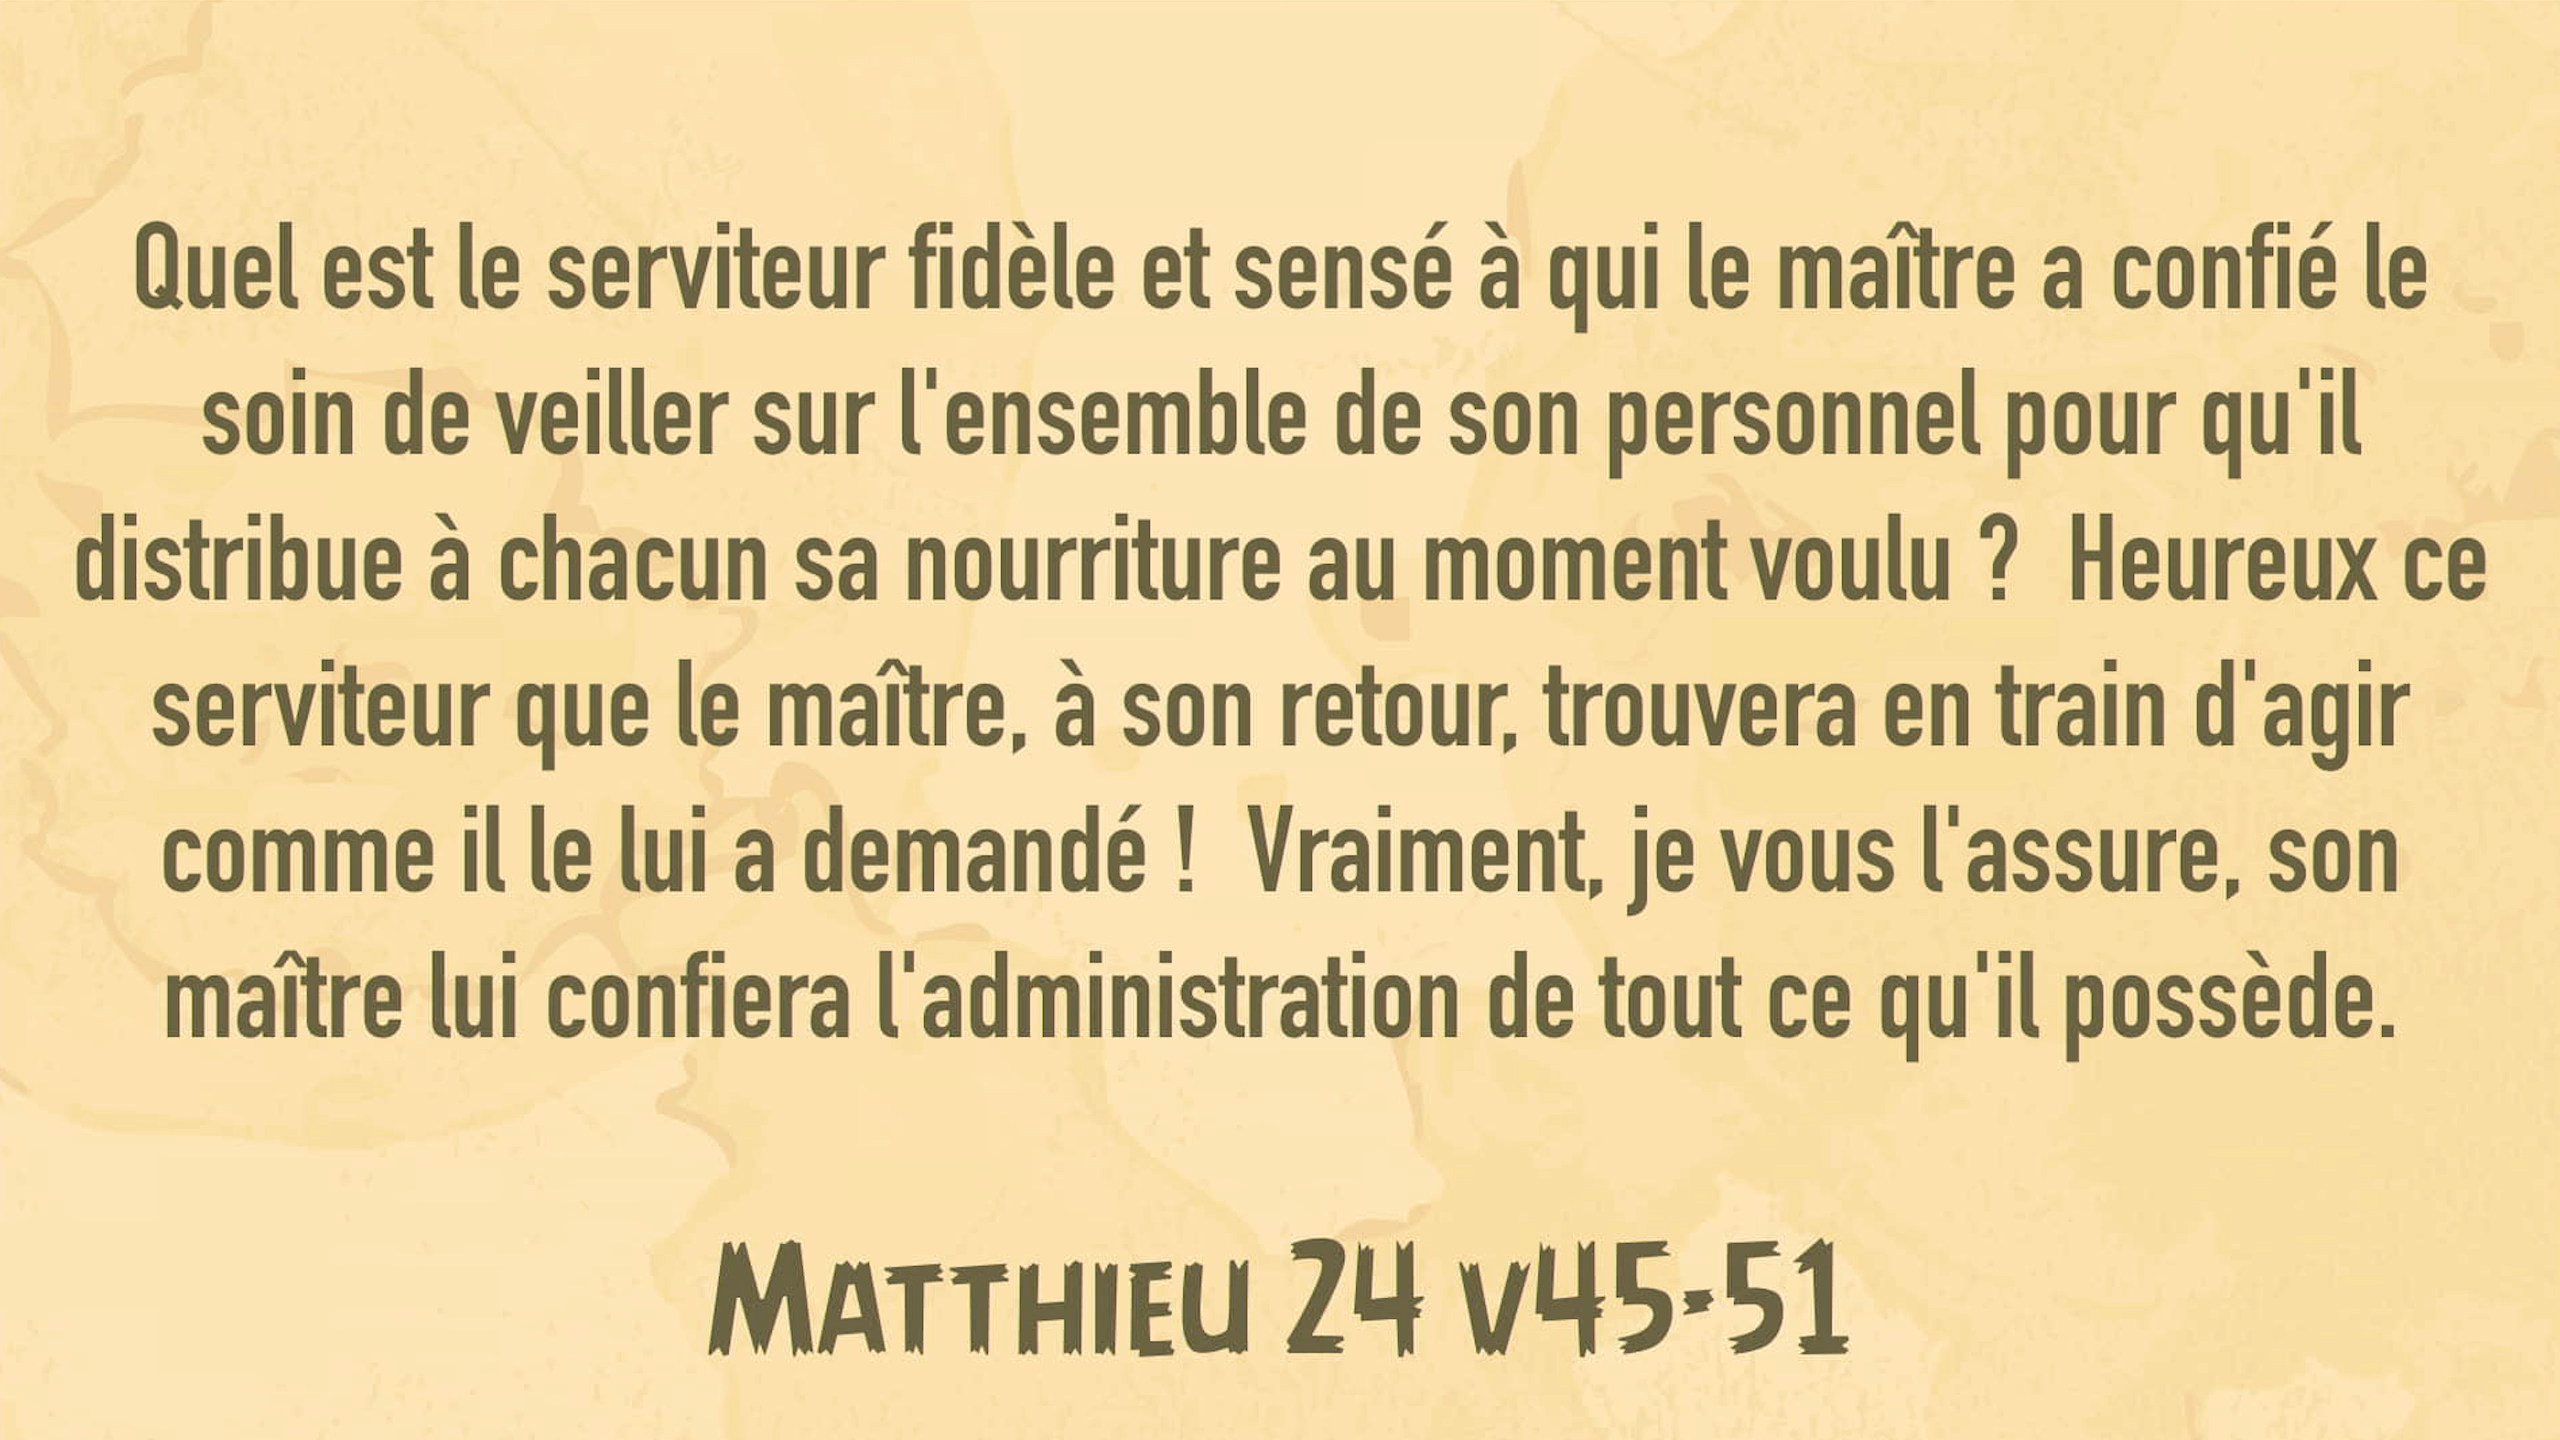 Quel est le serviteur fidèle et sensé à qui le maître a confié le
soin de veiller sur l'ensemble de son personnel pour qu'il
distribue à chacun sa nourriture au moment voulu ?  Heureux ce
serviteur que le maître, à son retour, trouvera en train d'agir
comme il le lui a demandé !  Vraiment, je vous l'assure, son
maître lui confiera l'administration de tout ce qu'il possède.
Matthieu 24 v45-51